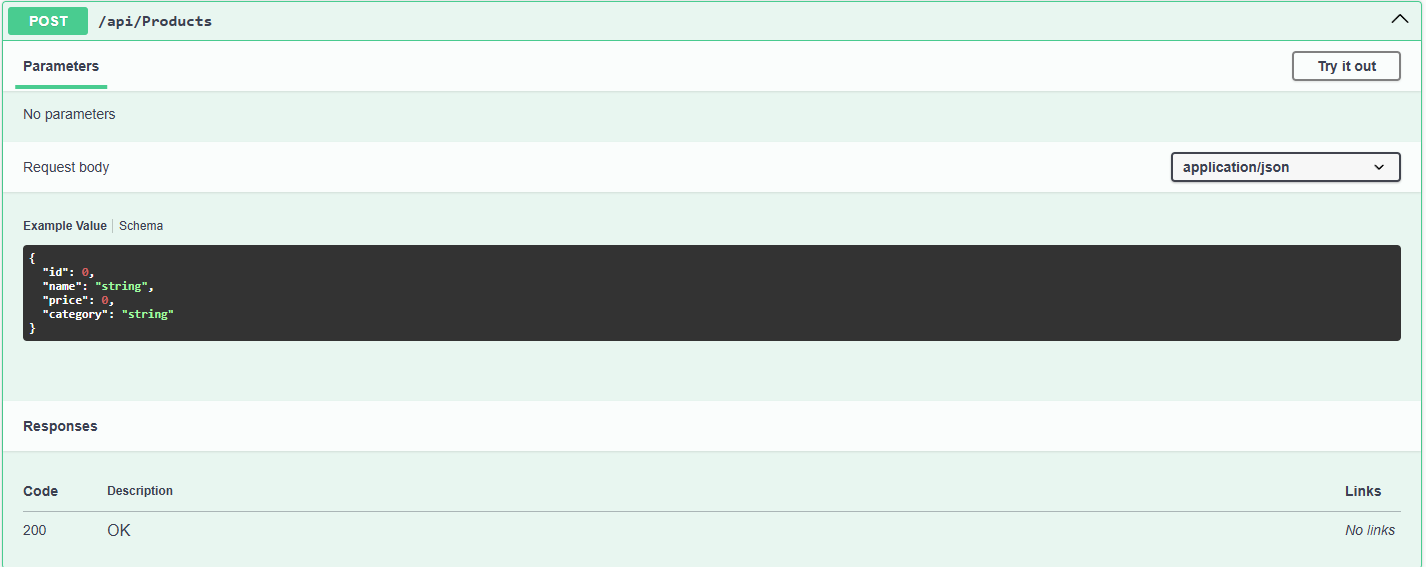 POST /api/Products
Parameters Try it out
No parameters
Request body application/json
Example Value Schema
{
  "id": 0,
  "name": "string",
  "price": 0,
  "category": "string"
}
Responses
Code Description Links
200 OK No links